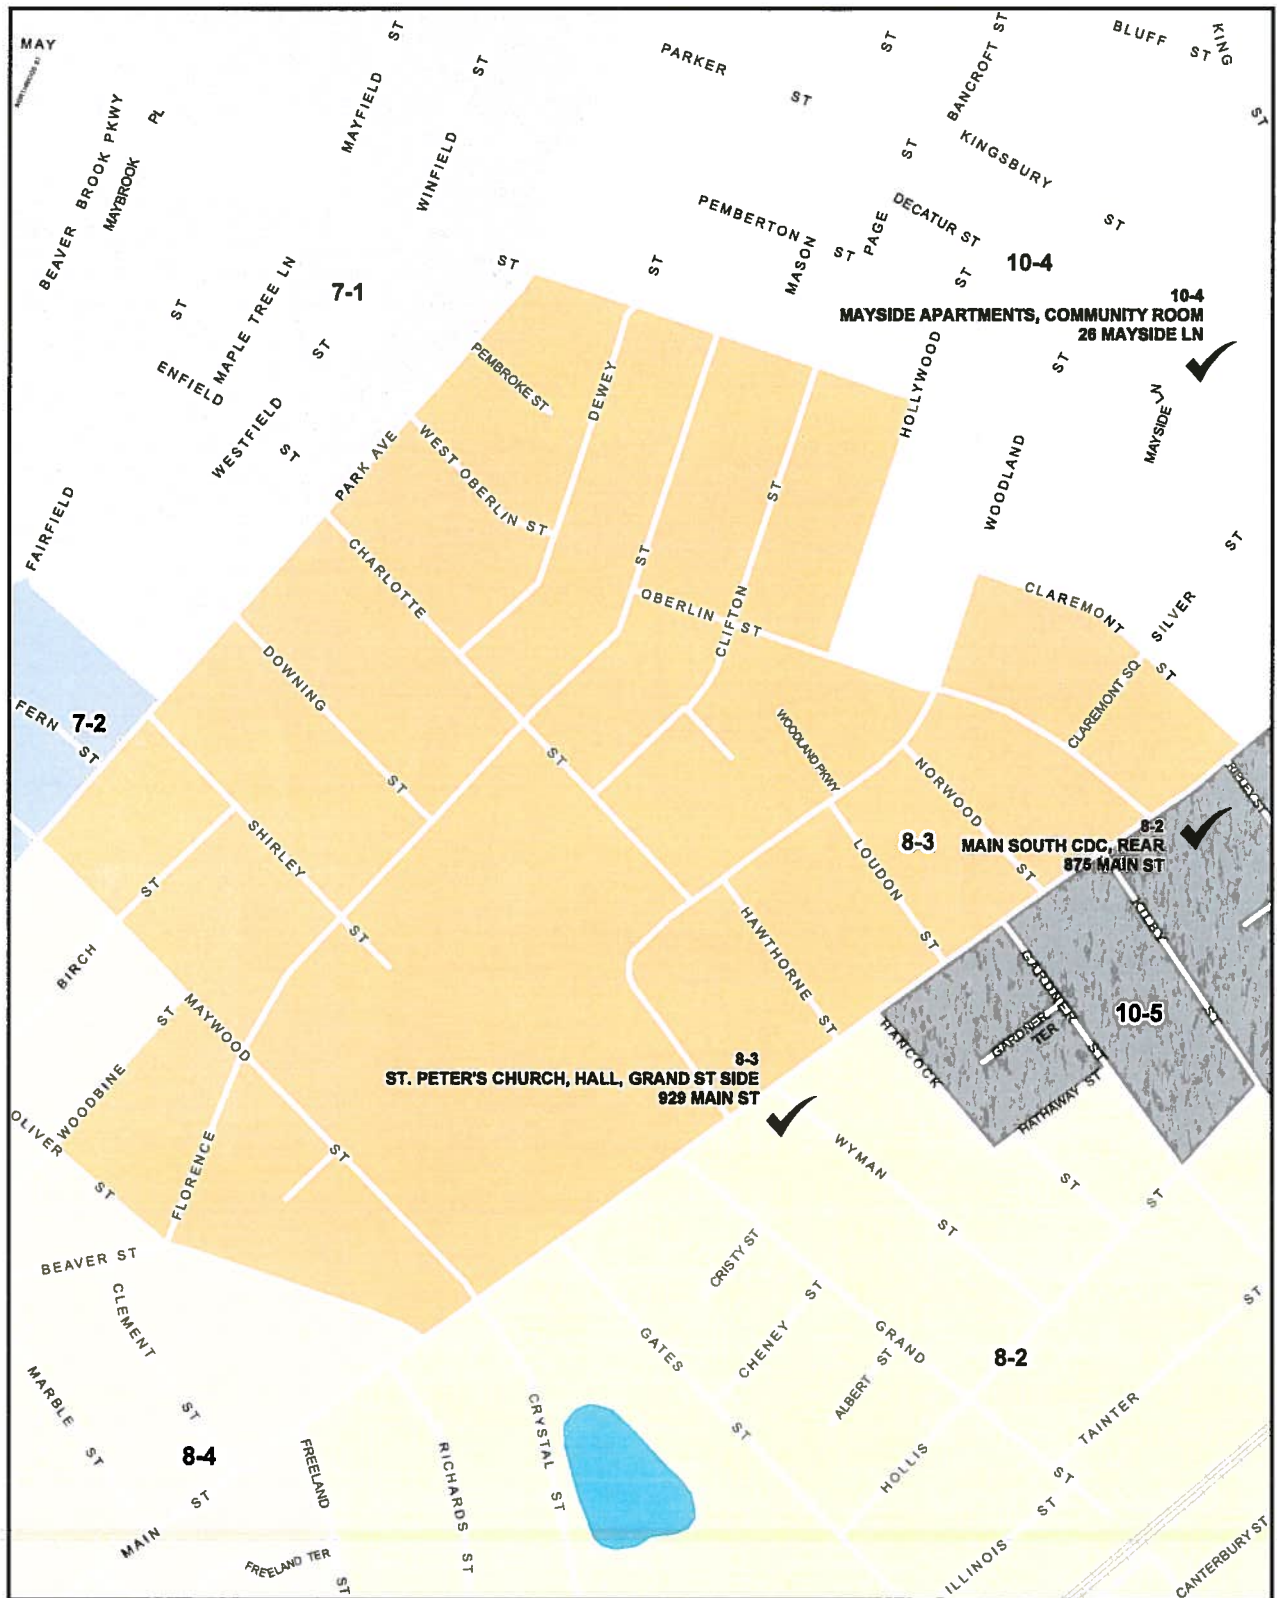 MAY
NORTHWOOD ST
BEAVER BROOK PKWY
MAYBROOK
PL
MAYFIELD
ST
WINFIELD
ST
PARKER
ST
ST
BANCROFT ST
BLUFF ST
KING
ST
KINGSBURY
ST
ST
PAGE
DECATUR ST
PEMBERTON
ST
MASON
ST
ST
ST
7-1
10-4
10-4
MAYSIDE APARTMENTS, COMMUNITY ROOM
26 MAYSIDE LN
ST
ENFIELD
MAPLE TREE LN
ST
WESTFIELD
ST
PARK AVE
PEMBROKE ST
WEST OBERLIN ST
DEWEY
ST
ST
HOLLYWOOD
ST
WOODLAND
MAYSIDE LN
ST
FAIRFIELD
CHARLOTTE
ST
OBERLIN ST
CLIFTON
CLAREMONT
ST
SILVER
CLAREMONT SQ
DOWNING
ST
7-2
FERN
ST
WOODLAND PKWY
NORWOOD
ST
RIPLEY ST
8-3
8-2
MAIN SOUTH CDC, REAR
875 MAIN ST
SHIRLEY
ST
ST
BIRCH
LOUDON
ST
HAWTHORNE
ST
KILBY
ST
GARDNER
ST
GARDNER
TER
10-5
HANCOCK
HATHAWAY ST
ST
MAYWOOD
ST
ST
WOODBINE
OLIVER
ST
FLORENCE
8-3
ST. PETER'S CHURCH, HALL, GRAND ST SIDE
929 MAIN ST
WYMAN
ST
ST
BEAVER ST
CLEMENT
ST
CRISTY ST
CHENEY
ST
GRAND
ALBERT ST
8-2
ST
GATES
ST
MARBLE
ST
8-4
ST
MAIN
FREELAND
ST
FREELAND TER
RICHARDS
ST
CRYSTAL
ST
HOLLIS
TAINTER
ST
ST
ILLINOIS
CANTERBURY ST